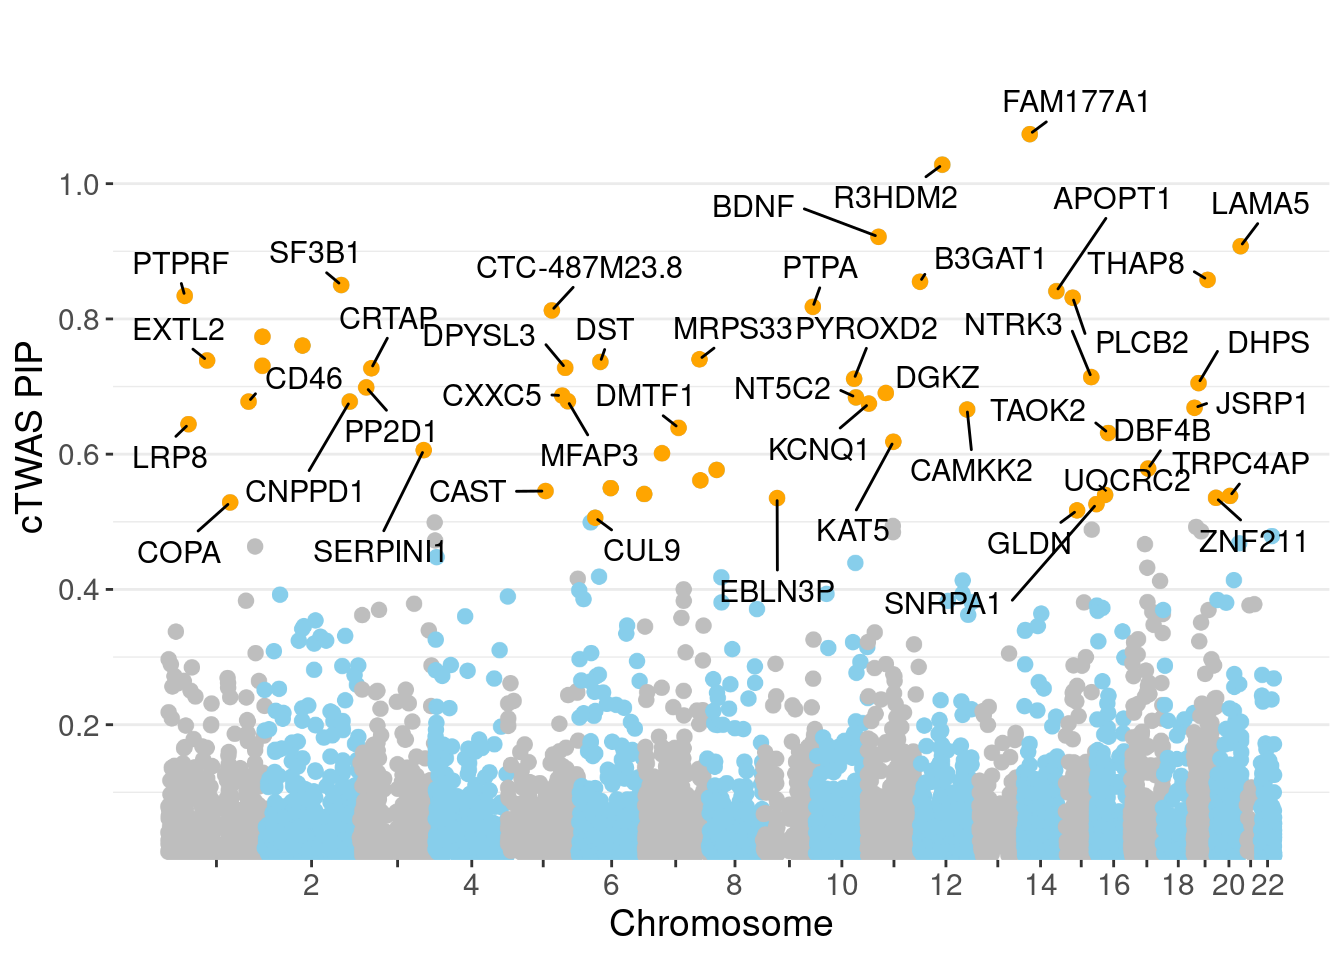 FAM177A1
R3HDM2
APOPT1
BDNF
LAMA5
PTPRF
SF3B1
CTC-487M23.8
PTPA
B3GAT1
THAP8
EXTL2
CRTAP
DPYSL3
DST
MRPS33
PYROXD2
NTRK3
PLCB2
DHPS
CD46
CXXC5
DMTF1
NT5C2
DGKZ
TAOK2
JSRP1
LRP8
PP2D1
MFAP3
KCNQ1
CAMKK2
DBF4B
TRPC4AP
CNPPD1
CAST
UQCRC2
COPA
SERPINI1
CUL9
KAT5
GLDN
ZNF211
EBLN3P
SNRPA1
1.0
0.8
0.6
0.4
0.2
cTWAS PIP
2 4 6 8 10 12 14 16 18 20 22
Chromosome